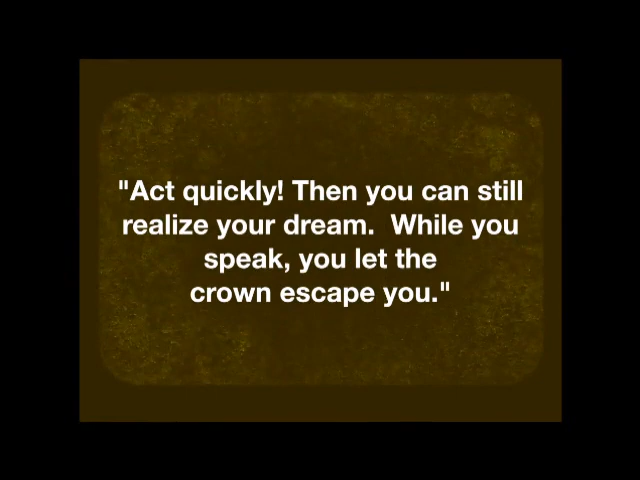 "Act quickly! Then you can still
realize your dream.  While you
speak, you let the
crown escape you."